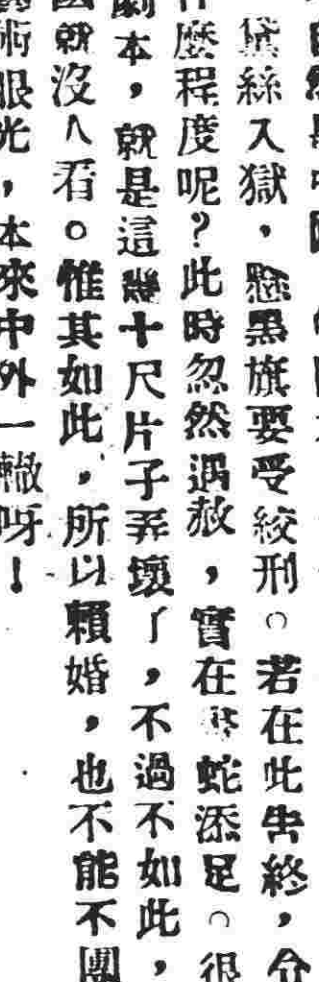 黛絲入獄，懸黑旗要受絞刑。若在此吿終，令
麼程度呢？此時忽然遇赦，實在蛇添足。很
劇本，就是這幾十尺片子弄壞了，不過不如此，
就沒人看。惟其如此，所以賴婚，也不能不團
術眼光，本來中外一轍呀！